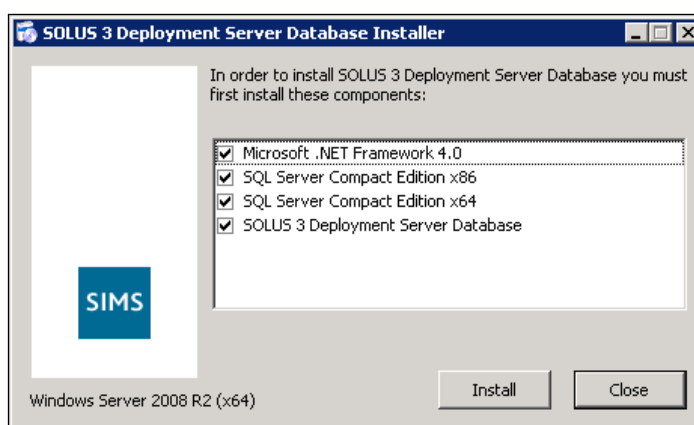 SOLUS 3 Deployment Server Database Installer
In order to install SOLUS 3 Deployment Server Database you must
first install these components:
Microsoft .NET Framework 4.0
SQL Server Compact Edition x86
SQL Server Compact Edition x64
SOLUS 3 Deployment Server Database
SIMS
Install
Close
Windows Server 2008 R2 (x64)